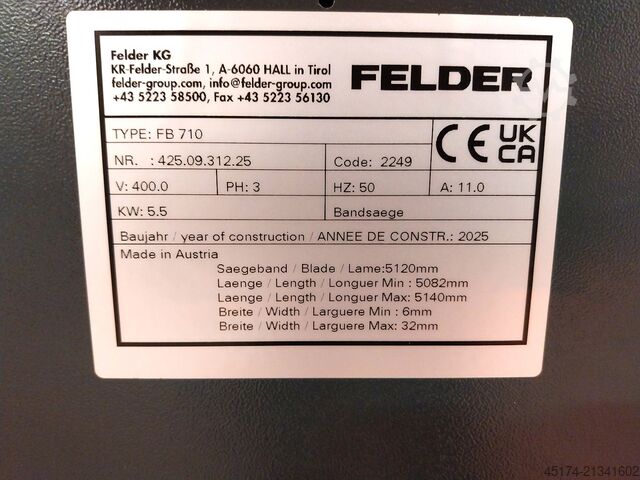 Felder KG
KR-Felder-Straße 1, A-6060 HALL in Tirol
felder-group.com, info@felder-group.com
+43 5223 58500, Fax +43 5223 56130
FELDER
TYPE: FB 710
NR. : 425.09.312.25 Code: 2249
CE UK CA
V: 400.0 PH: 3 HZ: 50 A: 11.0
KW: 5.5 Bandsaege
Baujahr / year of construction / ANNEE DE CONSTR.: 2025
Made in Austria
Saegeband / Blade / Lame:5120mm
Laenge / Length / Longuer Min : 5082mm
Laenge / Length / Longuer Max: 5140mm
Breite / Width / Larguere Min : 6mm
Breite / Width / Larguere Max: 32mm
45174-21341602